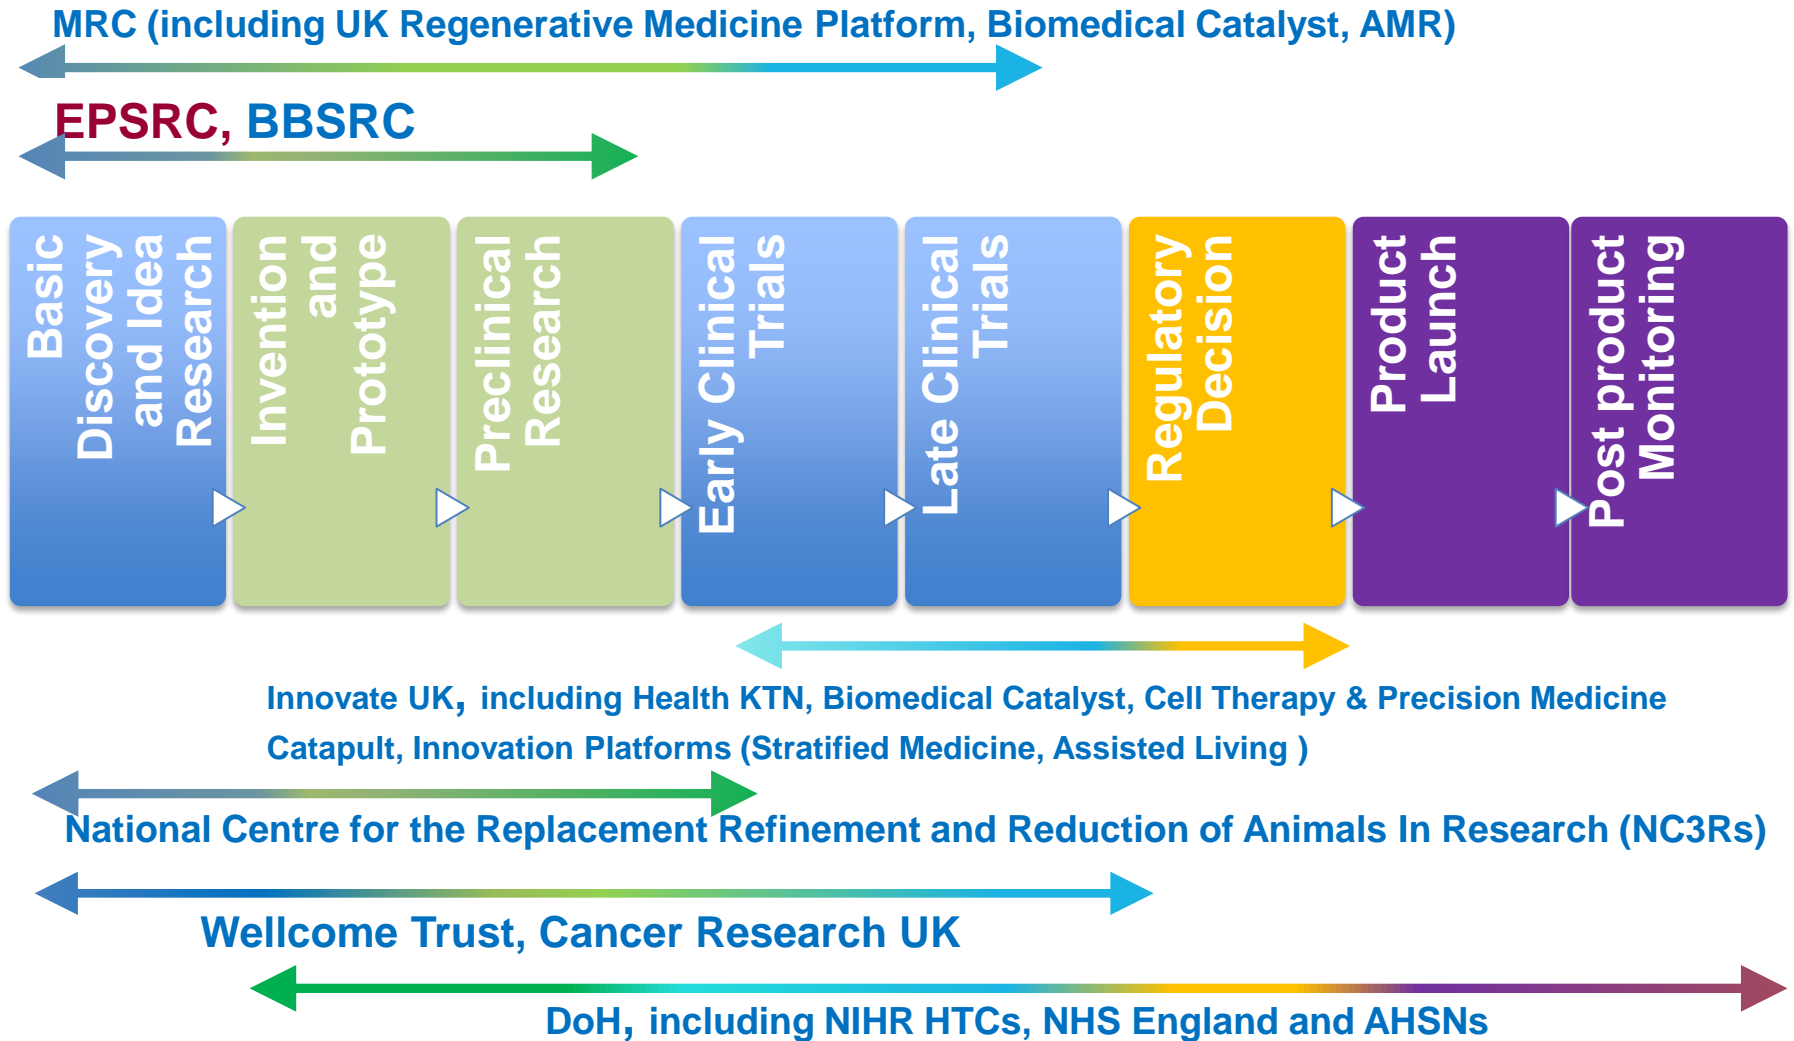 MRC (including UK Regenerative Medicine Platform, Biomedical Catalyst, AMR)
EPSRC, BBSRC
Basic
Discovery
and Idea
Research
Invention
and
Prototype
Preclinical
Research
Early Clinical
Trials
Late Clinical
Trials
Regulatory
Decision
Product
Launch
Post product
Monitoring
Innovate UK, including Health KTN, Biomedical Catalyst, Cell Therapy & Precision Medicine
Catapult, Innovation Platforms (Stratified Medicine, Assisted Living )
National Centre for the Replacement Refinement and Reduction of Animals In Research (NC3Rs)
Wellcome Trust, Cancer Research UK
DoH, including NIHR HTCs, NHS England and AHSNs